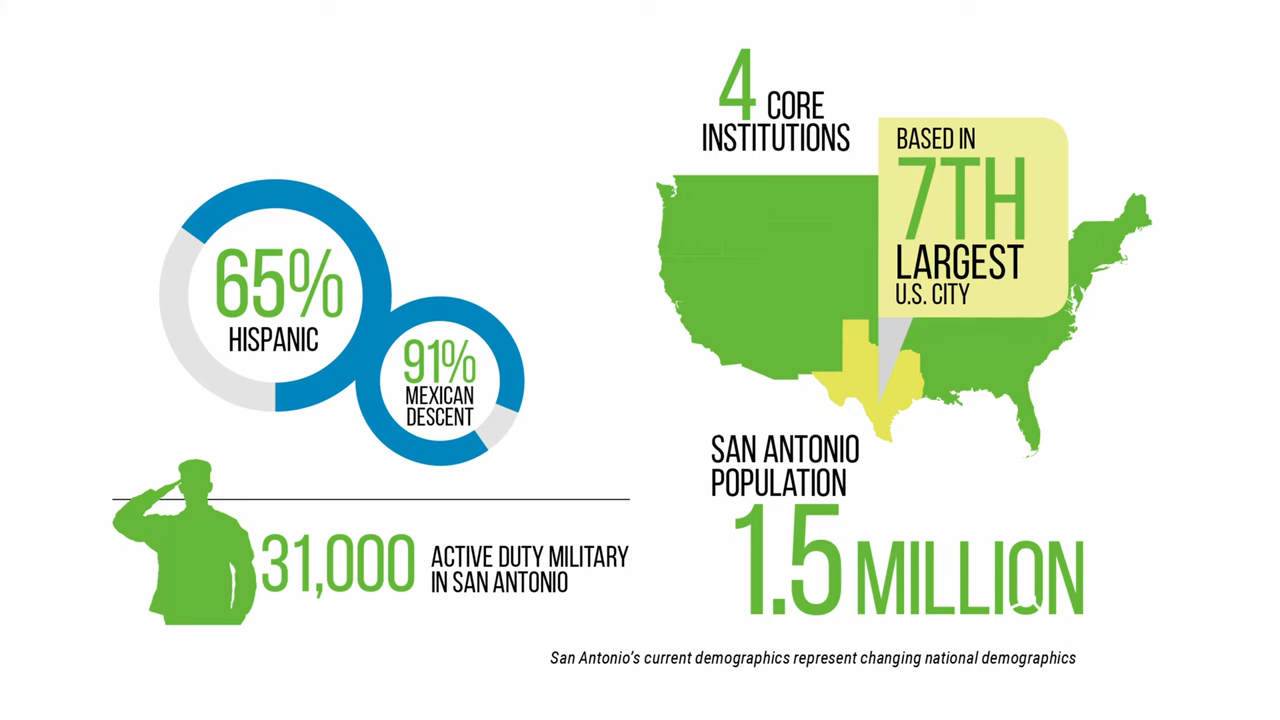 65%
HISPANIC
91%
MEXICAN
DESCENT
31,000
ACTIVE DUTY MILITARY
IN SAN ANTONIO
4 CORE
INSTITUTIONS
BASED IN
7TH
LARGEST
U.S. CITY
SAN ANTONIO
POPULATION
1.5 MILLION
San Antonio's current demographics represent changing national demographics